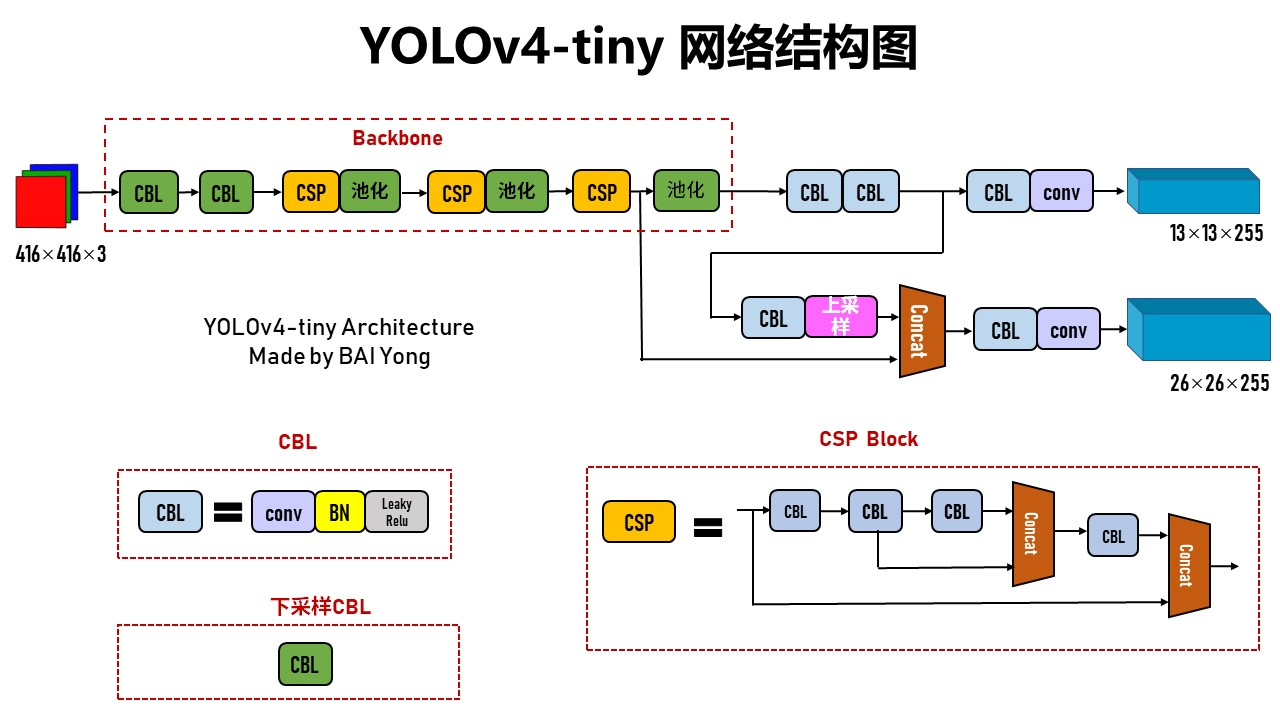 YOLOv4-tiny 网络结构图
Backbone
CBL
CBL
CSP
池化
CSP
池化
CSP
池化
CBL
CBL
CBL
conv
416×416×3
13×13×255
CBL
上采
样
Concat
CBL
conv
26×26×255
YOLOv4-tiny Architecture
Made by BAI Yong
CBL
CBL
=
conv
BN
Leaky
Relu
下采样CBL
CBL
CSP Block
CSP
=
CBL
CBL
CBL
Concat
CBL
Concat